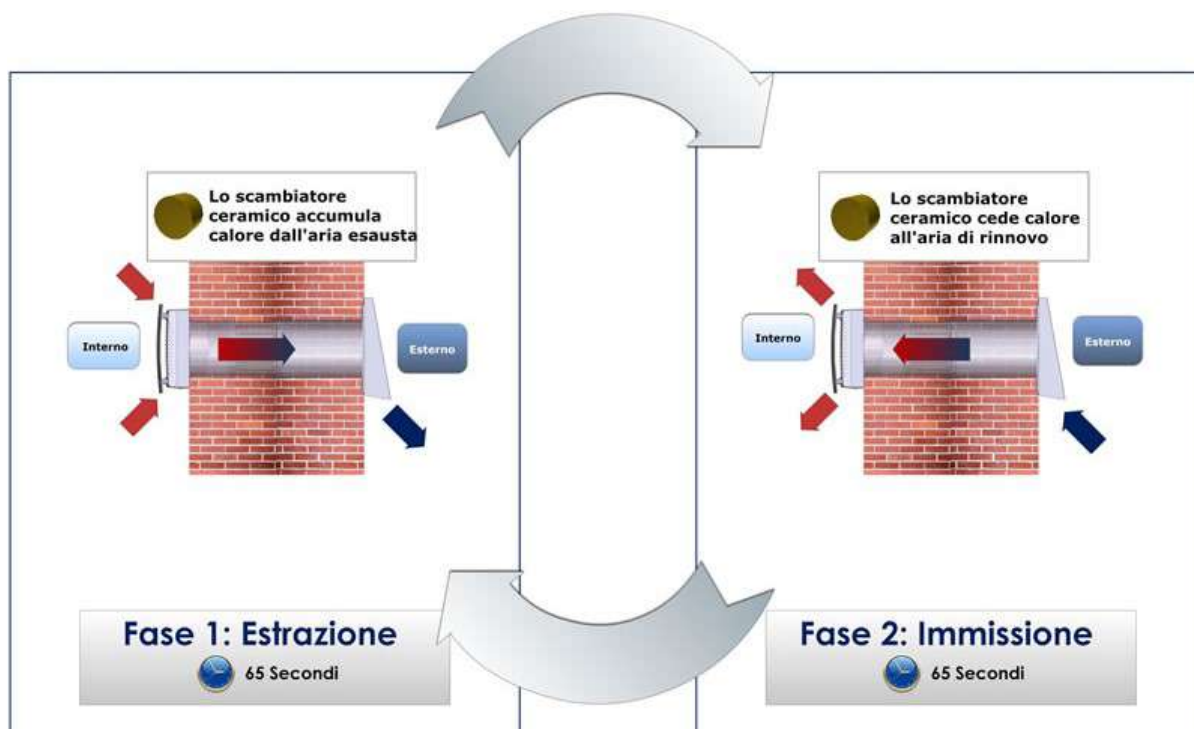 Lo scambiatore
ceramico accumula
calore dall'aria esausta
Interno
Esterno
Fase 1: Estrazione
65 Secondi
Lo scambiatore
ceramico cede calore
all'aria di rinnovo
Interno
Esterno
Fase 2: Immissione
65 Secondi